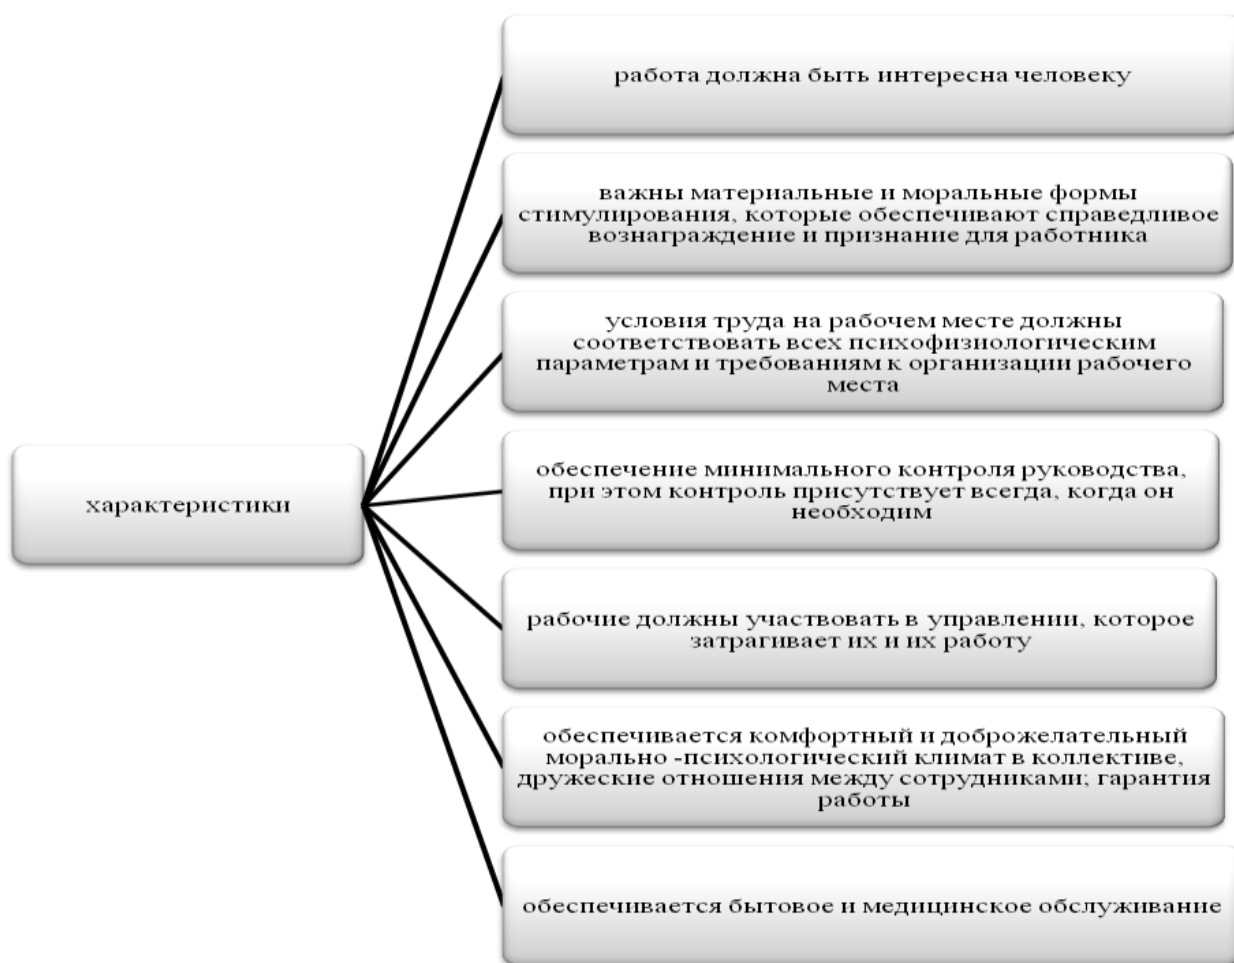 работа должна быть интересна человеку
важны материальные и моральные формы
стимулирования, которые обеспечивают справедливое
вознаграждение и признание для работника
условия труда на рабочем месте должны
соответствовать всех психофизиологическим
параметрам и требованиям к организации рабочего
места
характеристики
обеспечение минимального контроля руководства,
при этом контроль присутствует всегда, когда он
необходим
рабочие должны участвовать в управлении, которое
затрагивает их и их работу
обеспечивается комфортный и доброжелательный
морально -психологический климат в коллективе,
дружеские отношения между сотрудниками; гарантия
работы
обеспечивается бытовое и медицинское обслуживание